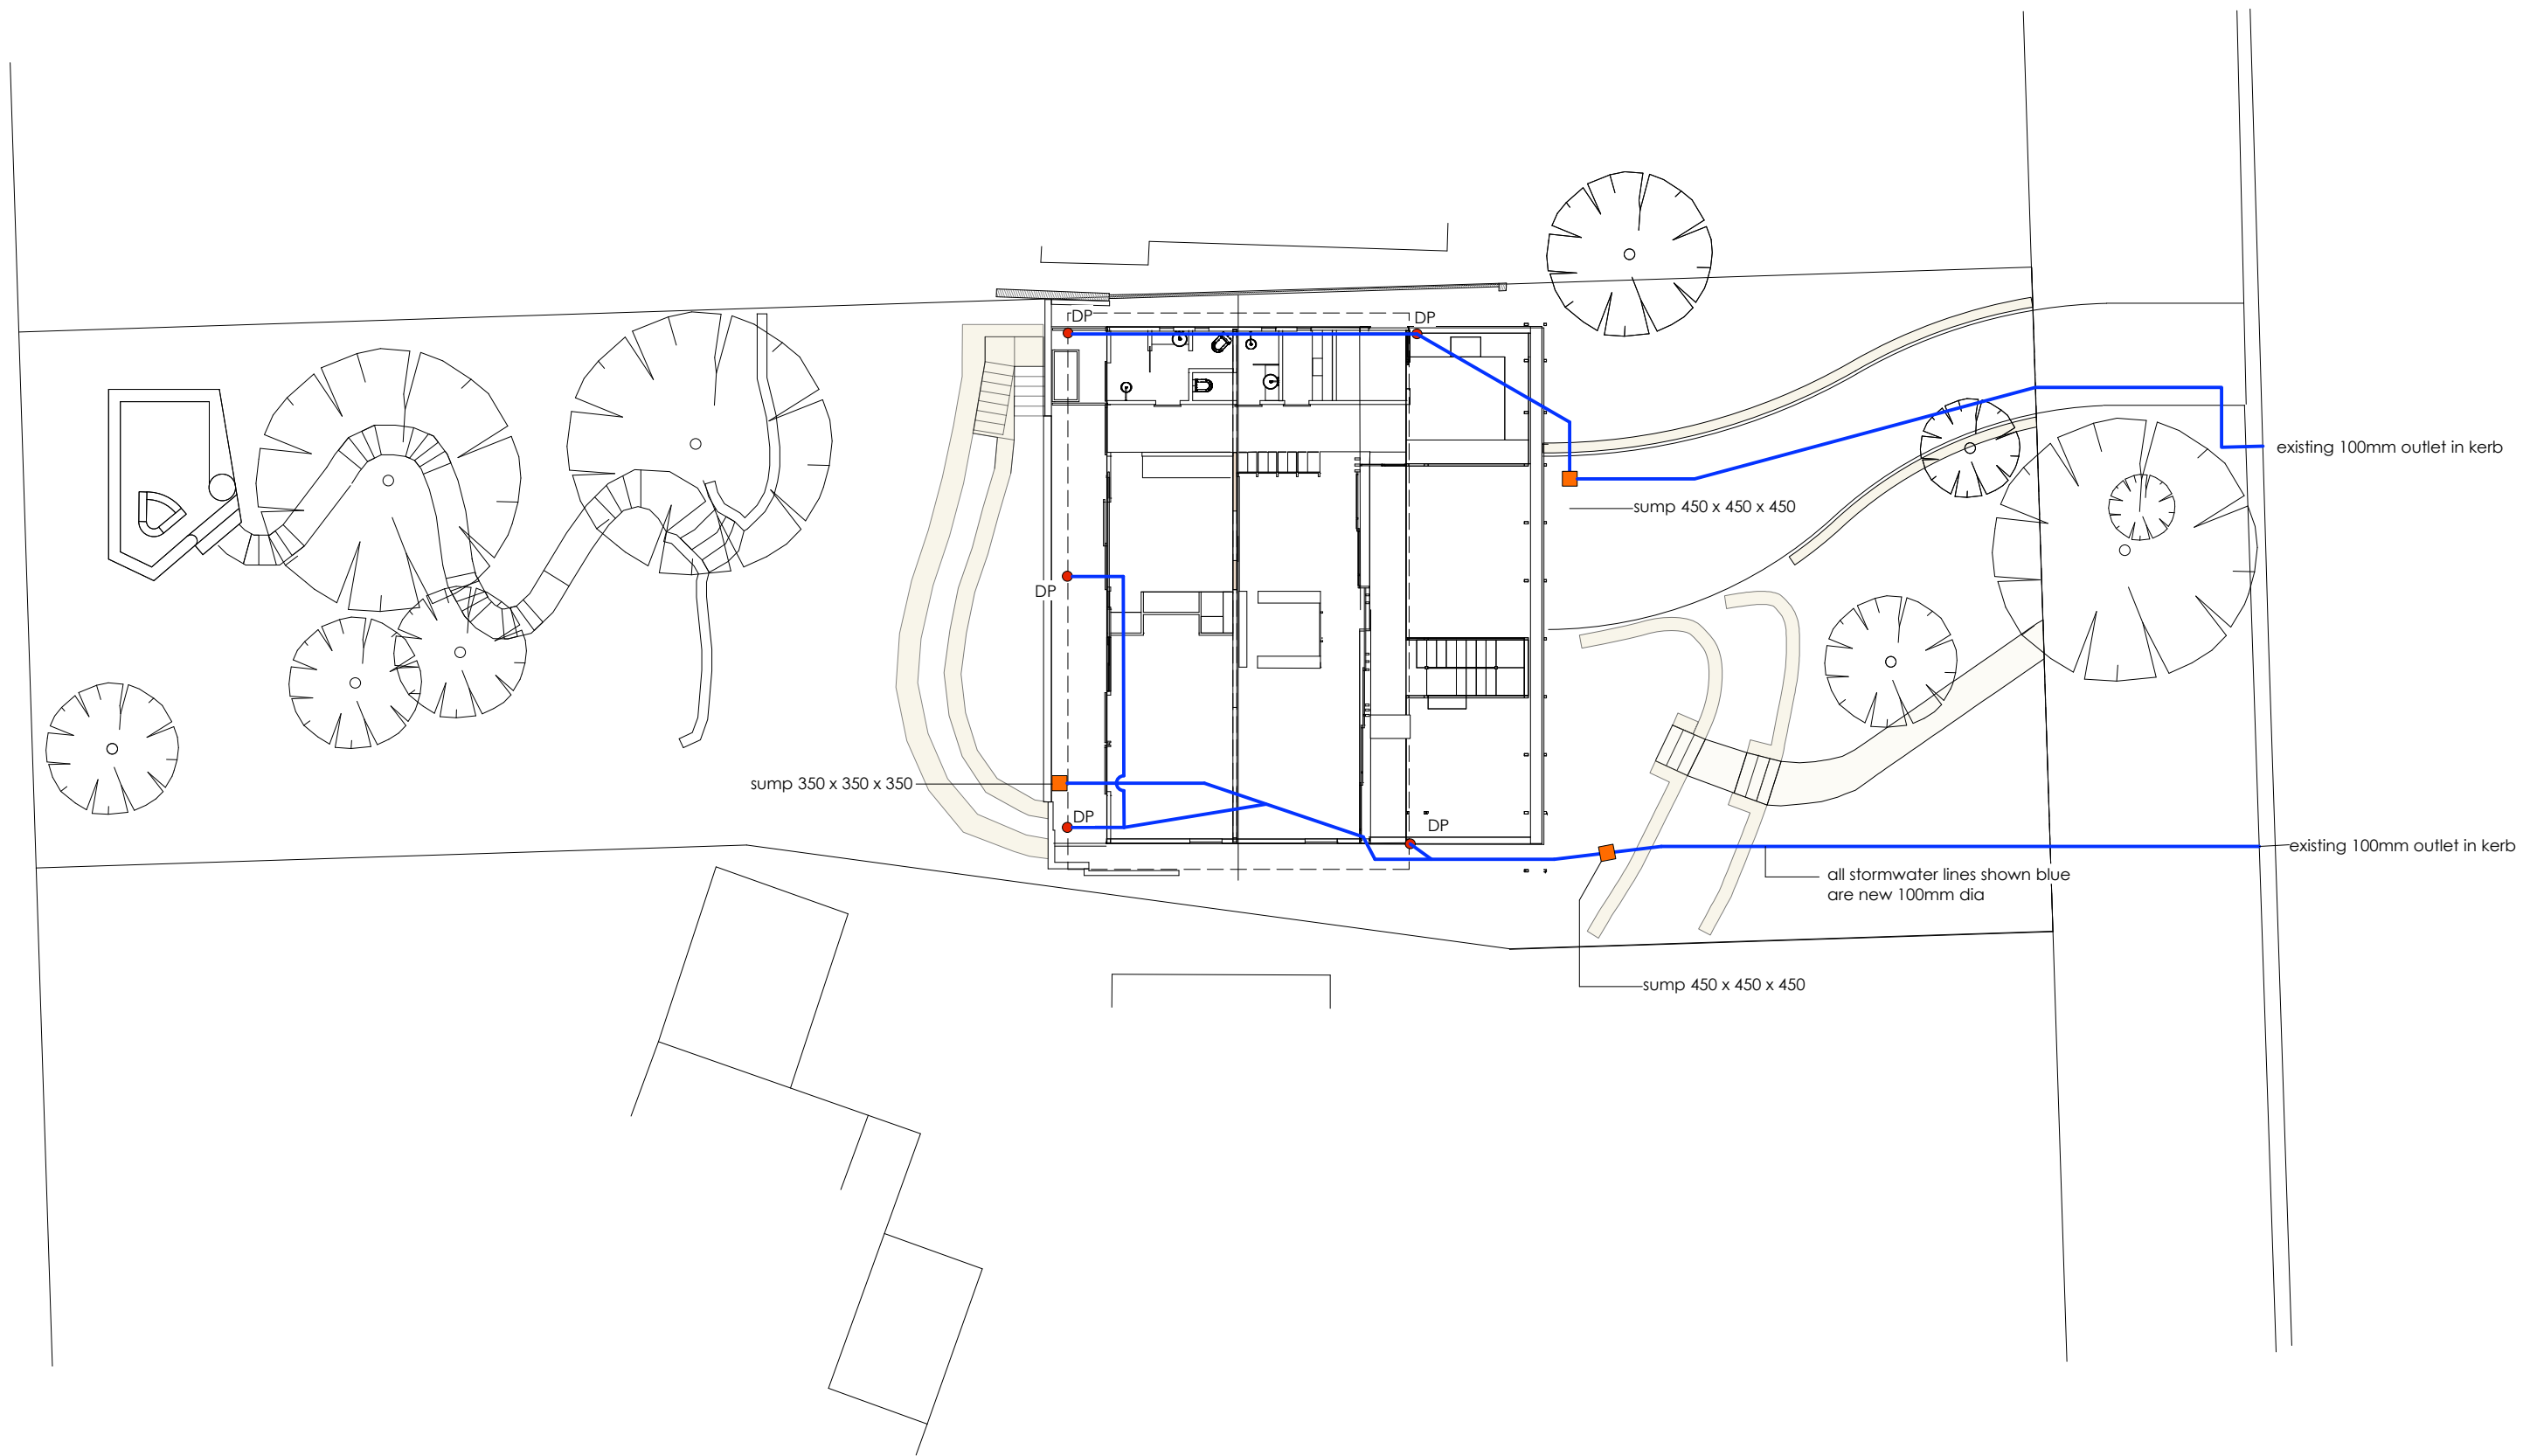 DP
DP
existing 100mm outlet in kerb
sump 450 x 450 x 450
DP
sump 350 x 350 x 350
DP
DP
existing 100mm outlet in kerb
all stormwater lines shown blue
are new 100mm dia
sump 450 x 450 x 450